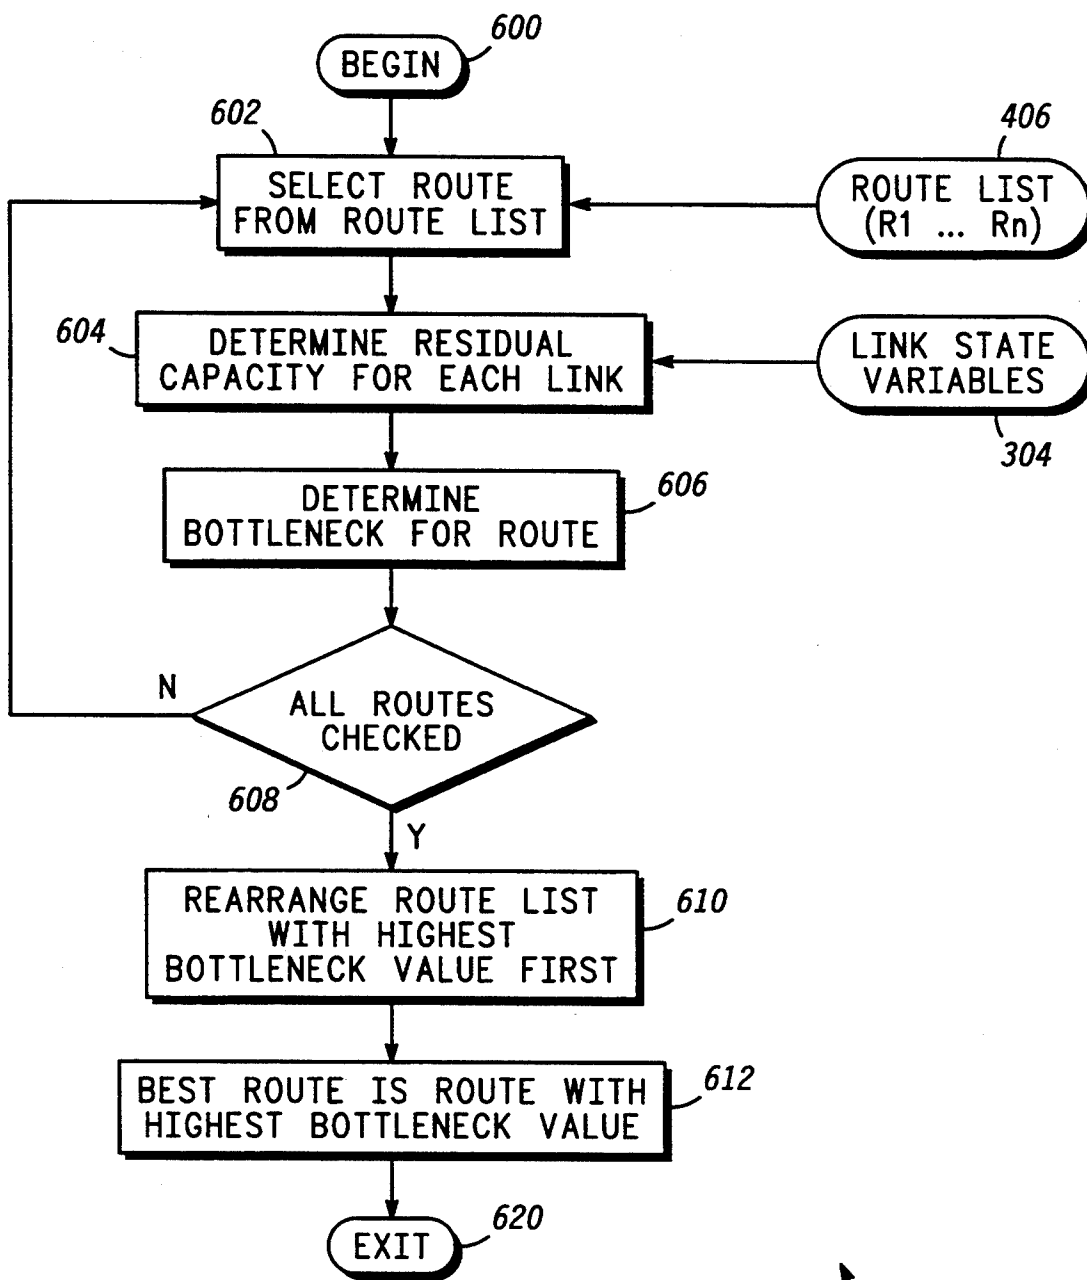 600
BEGIN
602
406
SELECT ROUTE
FROM ROUTE LIST
ROUTE LIST
(R1 ... Rn)
604
DETERMINE RESIDUAL
CAPACITY FOR EACH LINK
LINK STATE
VARIABLES
304
606
DETERMINE
BOTTLENECK FOR ROUTE
N
ALL ROUTES
CHECKED
608
Y
REARRANGE ROUTE LIST
WITH HIGHEST
BOTTLENECK VALUE FIRST
610
BEST ROUTE IS ROUTE WITH
HIGHEST BOTTLENECK VALUE
612
620
EXIT